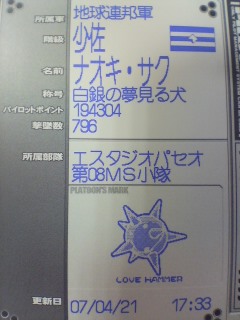 所属軍 地球連邦軍
階級 少佐
名前 ナオキ・サク
称号 白銀の夢見る犬
パイロットポイント 194304
撃墜数 796
所属部隊 エスタジオパセオ
第08MS小隊
PLATOON'S MARK
LOVE HAMMER
更新日 07/04/21 17:33